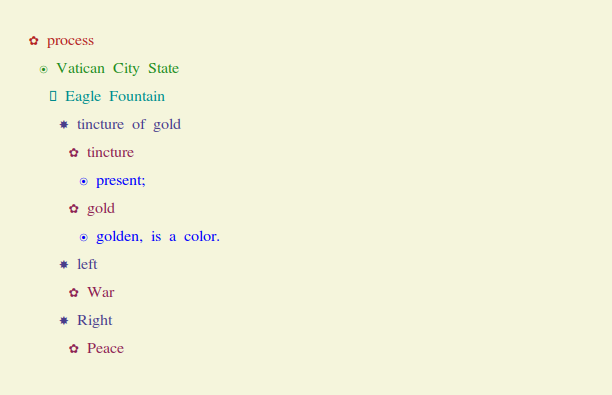 ✿ process
⍟ Vatican City State
▯ Eagle Fountain
✸ tincture of gold
✿ tincture
⍟ present;
✿ gold
⍟ golden, is a color.
✸ left
✿ War
✸ Right
✿ Peace